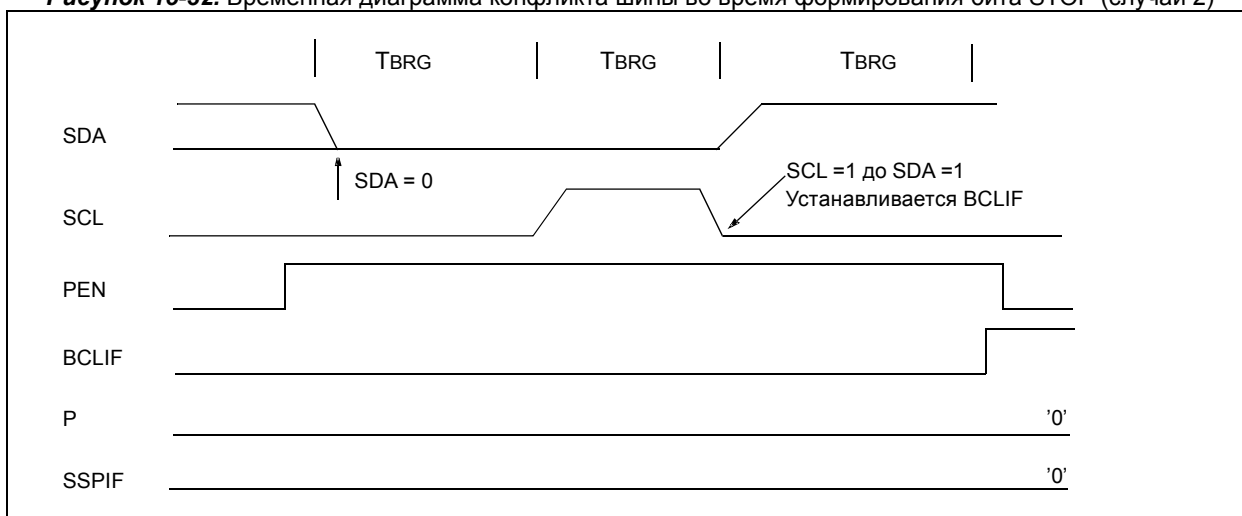 Рисунок 16-32. Временная диаграмма конфликта шины во время формирования бита STOP (случай 2)
TBRG TBRG TBRG
SDA
SDA = 0
SCL =1 до SDA =1
Устанавливается BCLIF
SCL
PEN
BCLIF
P '0'
SSPIF '0'